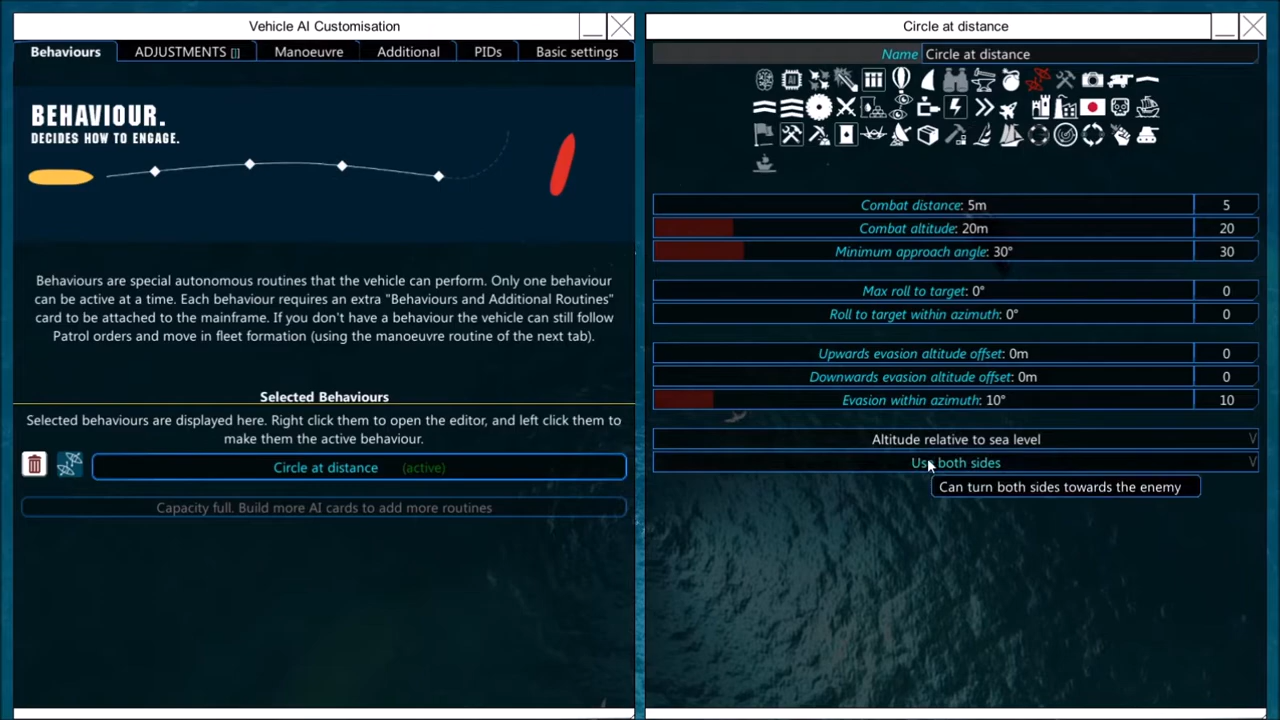 Vehicle AI Customisation
Behaviours
ADJUSTMENTS []
Manoeuvre
Additional
PIDs
Basic settings
BEHAVIOUR.
DECIDES HOW TO ENGAGE.
Behaviours are special autonomous routines that the vehicle can perform. Only one behaviour
can be active at a time. Each behaviour requires an extra "Behaviours and Additional Routines"
card to be attached to the mainframe. If you don't have a behaviour the vehicle can still follow
Patrol orders and move in fleet formation (using the manoeuvre routine of the next tab).
Selected Behaviours
Selected behaviours are displayed here. Right click them to open the editor, and left click them to
make them the active behaviour.
Circle at distance (active)
Capacity full. Build more AI cards to add more routines
Circle at distance
Name Circle at distance
AI
Combat distance: 5m 5
Combat altitude: 20m 20
Minimum approach angle: 30° 30
Max roll to target: 0° 0
Roll to target within azimuth: 0° 0
Upwards evasion altitude offset: 0m 0
Downwards evasion altitude offset: 0m 0
Evasion within azimuth: 10° 10
Altitude relative to sea level V
Use both sides V
Can turn both sides towards the enemy